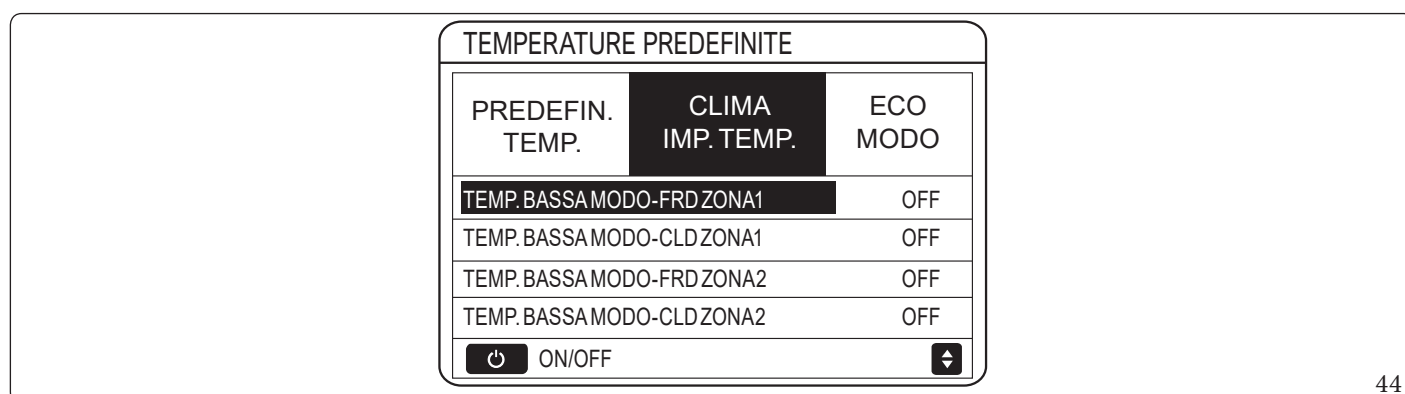 TEMPERATURE PREDEFINITE
PREDEFIN. TEMP.
CLIMA IMP. TEMP.
ECO MODO
TEMP. BASSA MODO-FRD ZONA1 OFF
TEMP. BASSA MODO-CLD ZONA1 OFF
TEMP. BASSA MODO-FRD ZONA2 OFF
TEMP. BASSA MODO-CLD ZONA2 OFF
ON/OFF
44